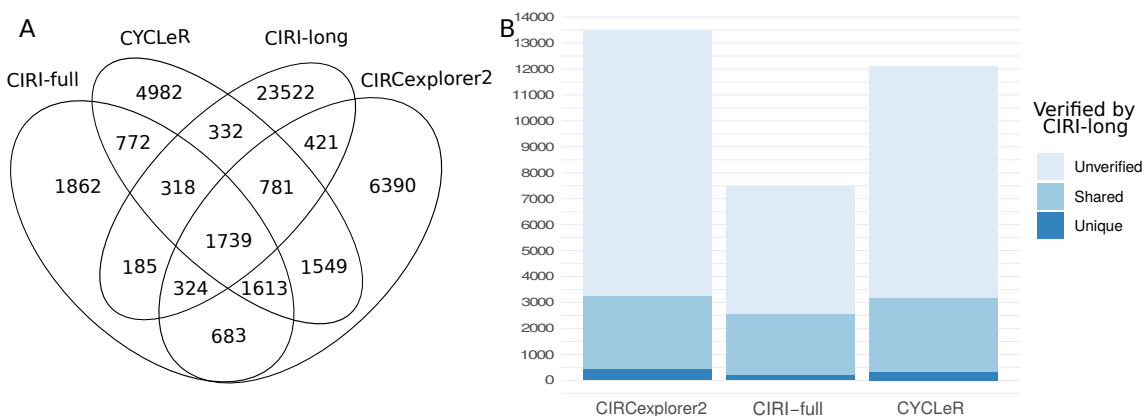 A
CYCLeR
CIRI-long
CIRI-full
CIRCexplorer2
4982
23522
772
332
421
1862
318
781
6390
1739
185
324
1613
1549
683
B
14000
13000
12000
11000
10000
9000
8000
7000
6000
5000
4000
3000
2000
1000
0
CIRCexplorer2
CIRI−full
CYCLeR
Verified by
CIRI-long
Unverified
Shared
Unique